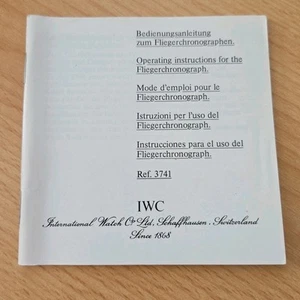 Bedienungsanleitung
zum Fliegerchronographen.
Operating instructions for the
Fliegerchronograph.
Mode d'emploi pour le
Fliegerchronograph.
Istruzioni per l'uso del
Fliegerchronograph.
Instrucciones para el uso del
Fliegerchronograph.
Ref. 3741
IWC
International Watch Co Ltd, Schaffhausen, Switzerland
Since 1868